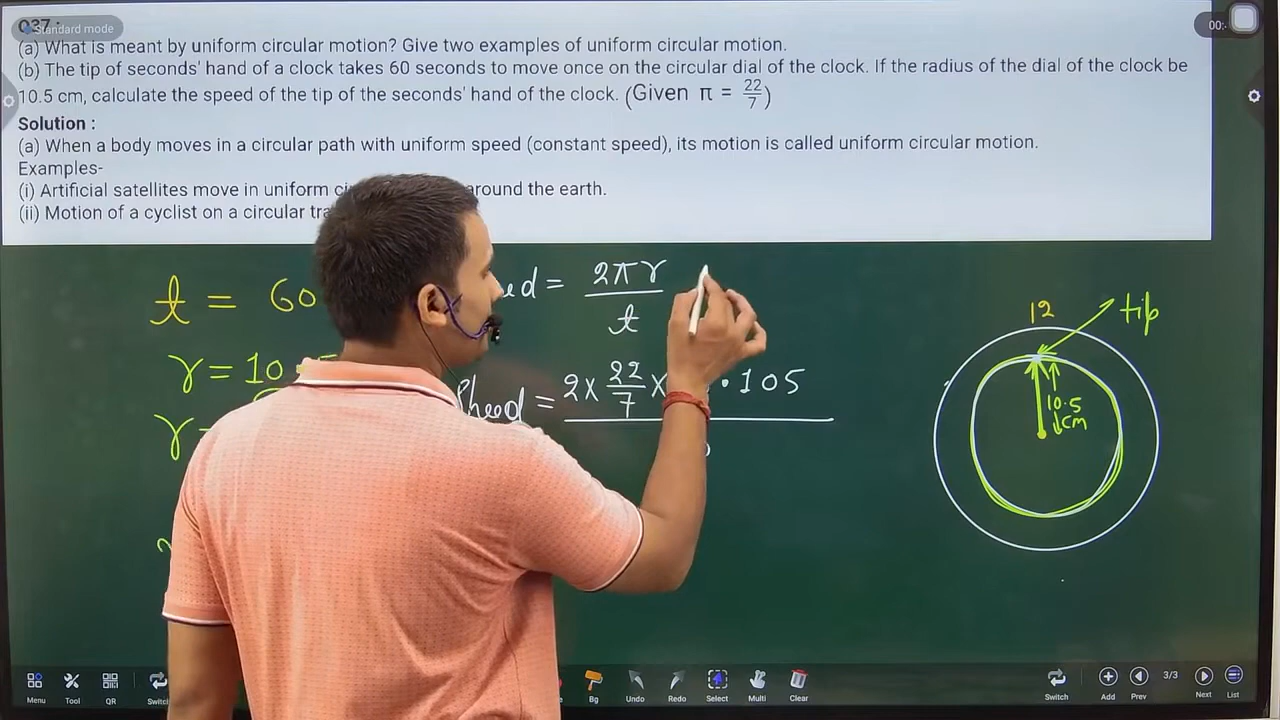 Q37 :
Standard mode
00:
(a) What is meant by uniform circular motion? Give two examples of uniform circular motion.
(b) The tip of seconds' hand of a clock takes 60 seconds to move once on the circular dial of the clock. If the radius of the dial of the clock be
10.5 cm, calculate the speed of the tip of the seconds' hand of the clock. (Given π = 22/7)
Solution :
(a) When a body moves in a circular path with uniform speed (constant speed), its motion is called uniform circular motion.
Examples-
(i) Artificial satellites move in uniform around the earth.
(ii) Motion of a cyclist on a circular
t = 60
= 2πr/t
r = 10
Speed = 2 × 22/7 × .105
r
12
tip
10.5
cm
Menu Tool QR Bg Undo Redo Select Multi Clear Switch Add Prev 3/3 Next List